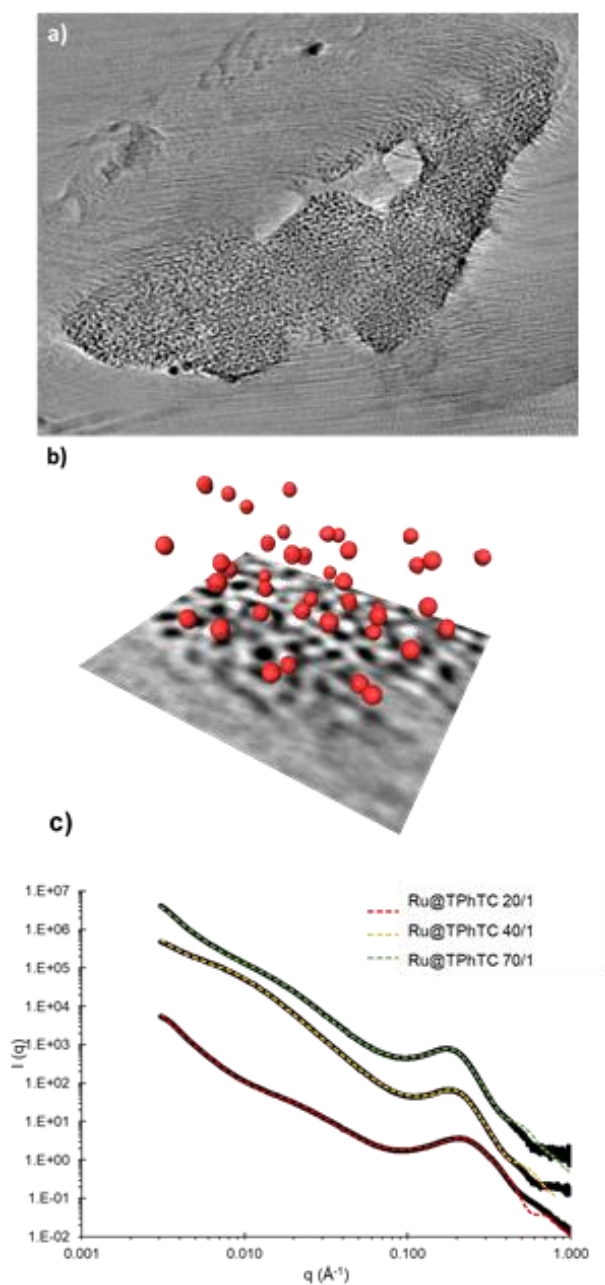 a)
b)
c)
Ru@TPhTC 20/1
Ru@TPhTC 40/1
Ru@TPhTC 70/1
1.E+07
1.E+06
1.E+05
1.E+04
1.E+03
1.E+02
1.E+01
1.E+00
1.E-01
1.E-02
I (q)
0.001
0.010
0.100
1.000
q (Å⁻¹)